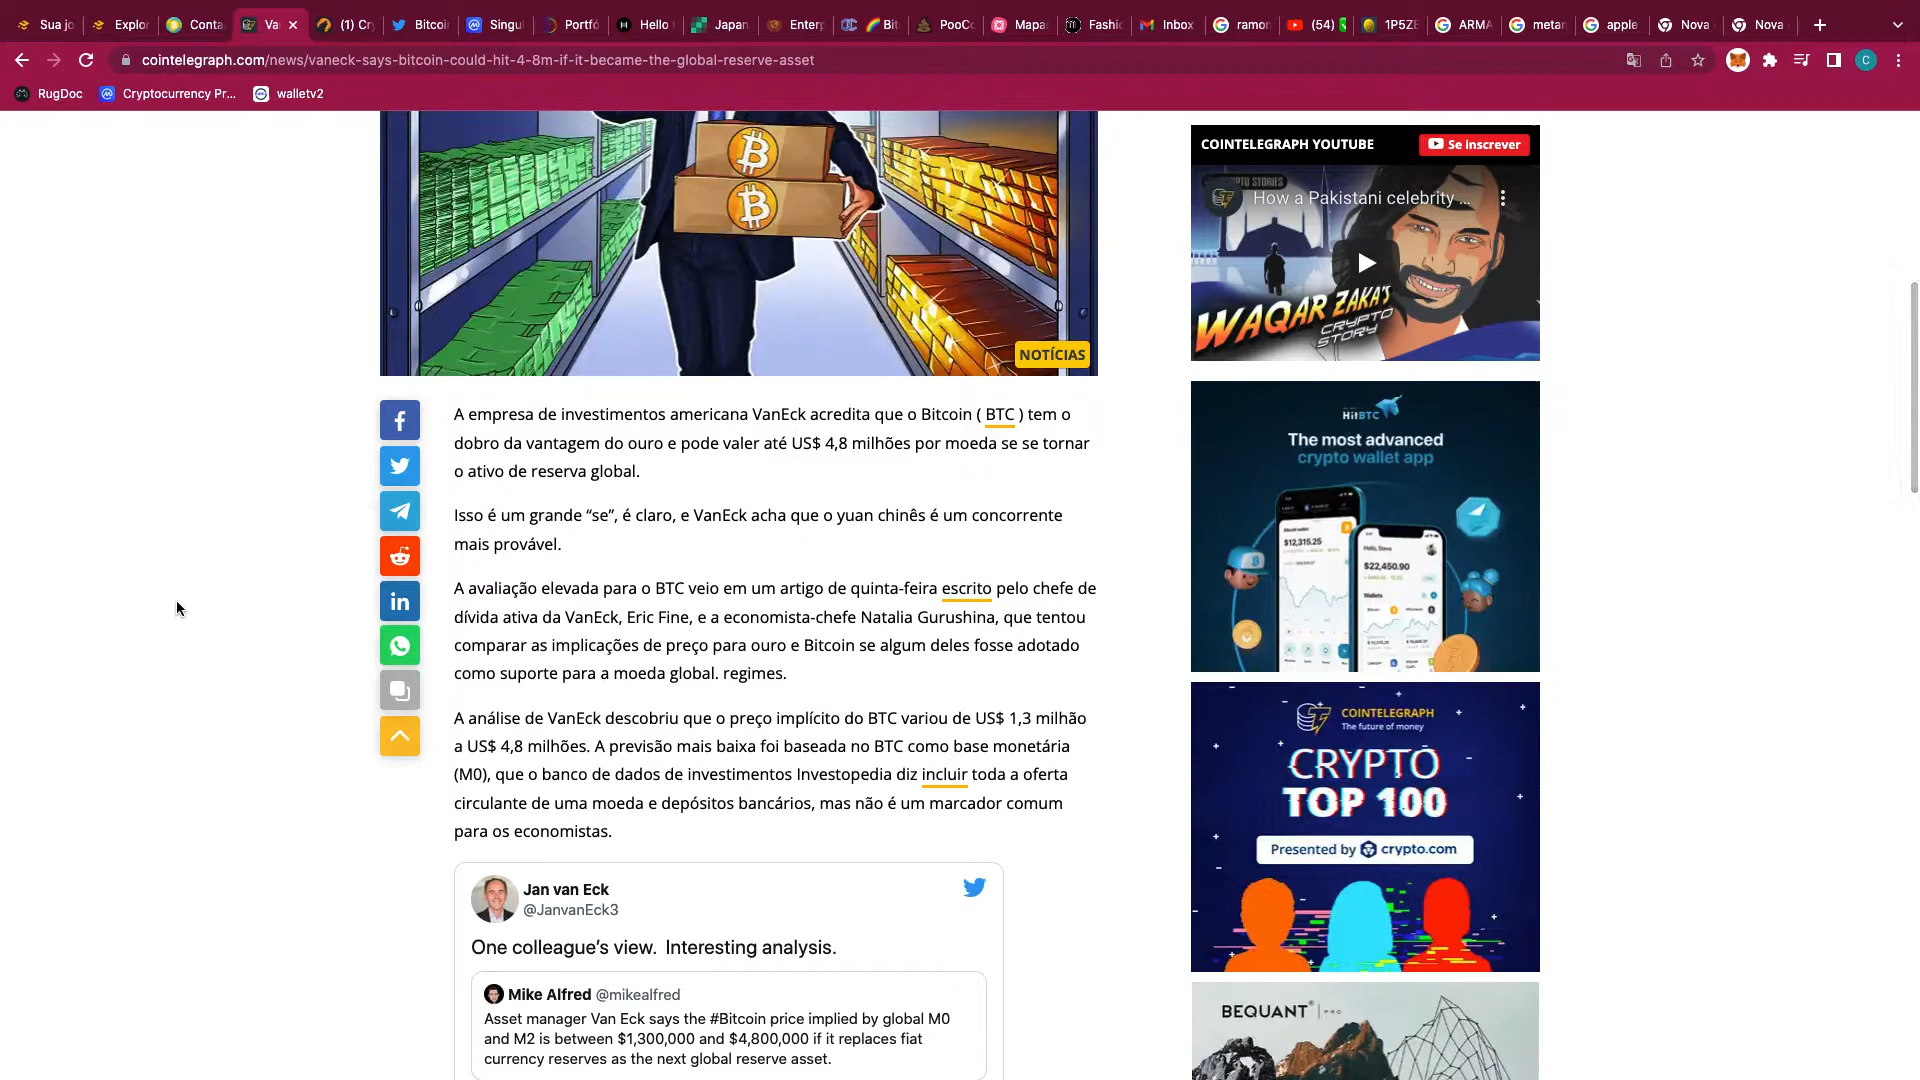 Sua jo
Explor
Conta
Va
(1) Cr
Bitcoi
Singu
Portfó
Hello
Japan
Enterp
Bit
PooCo
Mapa
Fashio
Inbox
ramon
(54)
1P5ZE
ARMA
metar
apple
Nova
Nova
cointelegraph.com/news/vaneck-says-bitcoin-could-hit-4-8m-if-it-became-the-global-reserve-asset
C
RugDoc
Cryptocurrency Pr...
walletv2
NOTÍCIAS
A empresa de investimentos americana VanEck acredita que o Bitcoin ( BTC ) tem o
dobro da vantagem do ouro e pode valer até US$ 4,8 milhões por moeda se se tornar
o ativo de reserva global.
Isso é um grande “se”, é claro, e VanEck acha que o yuan chinês é um concorrente
mais provável.
A avaliação elevada para o BTC veio em um artigo de quinta-feira escrito pelo chefe de
dívida ativa da VanEck, Eric Fine, e a economista-chefe Natalia Gurushina, que tentou
comparar as implicações de preço para ouro e Bitcoin se algum deles fosse adotado
como suporte para a moeda global. regimes.
A análise de VanEck descobriu que o preço implícito do BTC variou de US$ 1,3 milhão
a US$ 4,8 milhões. A previsão mais baixa foi baseada no BTC como base monetária
(M0), que o banco de dados de investimentos Investopedia diz incluir toda a oferta
circulante de uma moeda e depósitos bancários, mas não é um marcador comum
para os economistas.
Jan van Eck
@JanvanEck3
One colleague’s view. Interesting analysis.
Mike Alfred @mikealfred
Asset manager Van Eck says the #Bitcoin price implied by global M0
and M2 is between $1,300,000 and $4,800,000 if it replaces fiat
currency reserves as the next global reserve asset.
COINTELEGRAPH YOUTUBE
Se inscrever
How a Pakistani celebrity ...
WAQAR ZAKA'S
CRYPTO
STORY
HitBTC
The most advanced
crypto wallet app
$12,315.25
Hello, Steve
$22,450.90
Wallets
COINTELEGRAPH
The future of money
CRYPTO
TOP 100
Presented by crypto.com
BEQUANT PRO